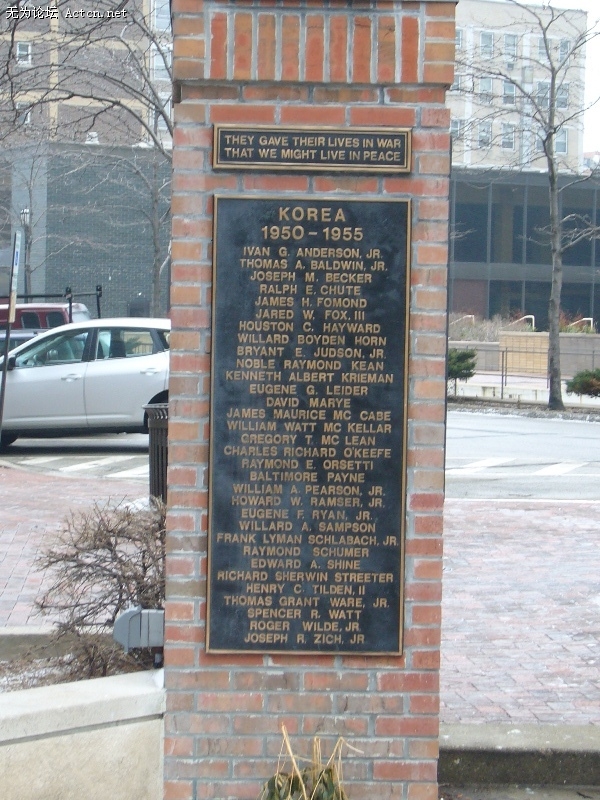 无为论坛 Actcn.net
THEY GAVE THEIR LIVES IN WAR
THAT WE MIGHT LIVE IN PEACE
KOREA
1950-1955
IVAN G. ANDERSON, JR.
THOMAS A. BALDWIN, JR.
JOSEPH M. BECKER
RALPH E. CHUTE
JAMES H. FOMOND
JARED W. FOX, III
HOUSTON C. HAYWARD
WILLARD BOYDEN HORN
BRYANT E. JUDSON, JR.
NOBLE RAYMOND KEAN
KENNETH ALBERT KRIEMAN
EUGENE G. LEIDER
DAVID MARYE
JAMES MAURICE MC CABE
WILLIAM WATT MC KELLAR
GREGORY T. MC LEAN
CHARLES RICHARD O'KEEFE
RAYMOND E. ORSETTI
BALTIMORE PAYNE
WILLIAM A. PEARSON, JR.
HOWARD W. RAMSER, JR.
EUGENE F. RYAN, JR.
WILLARD A. SAMPSON
FRANK LYMAN SCHLABACH, JR.
RAYMOND SCHUMER
EDWARD A. SHINE
RICHARD SHERWIN STREETER
HENRY C. TILDEN, II
THOMAS GRANT WARE, JR.
SPENCER R. WATT
ROGER WILDE, JR.
JOSEPH R. ZICH, JR.